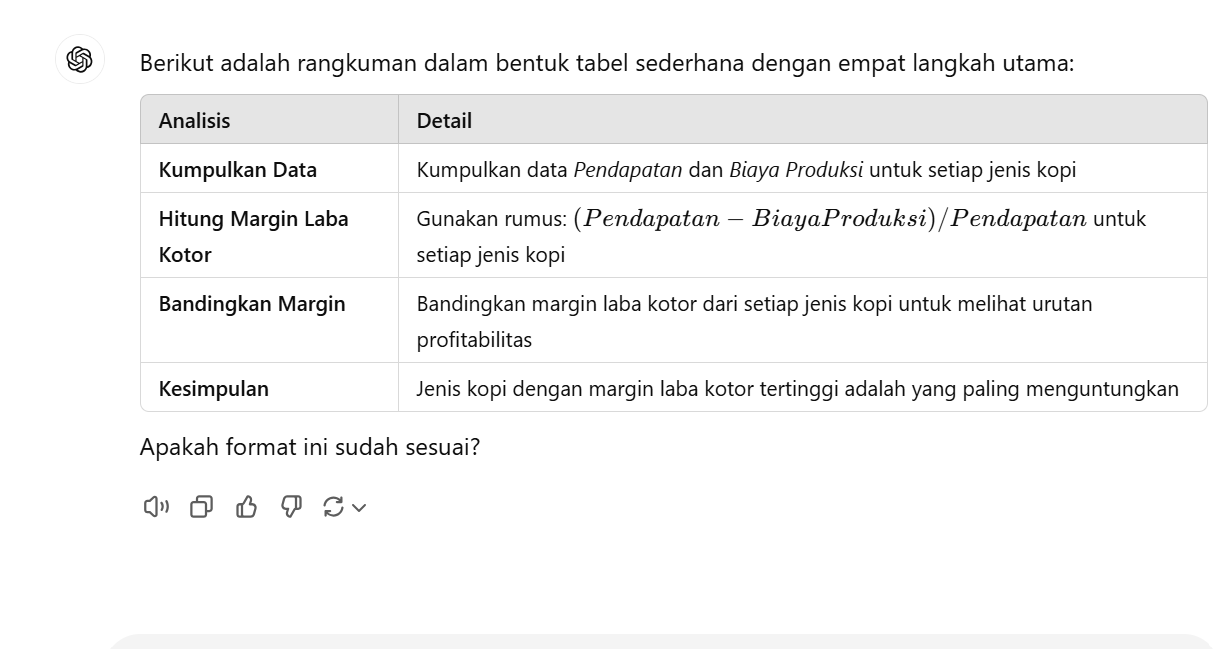 Berikut adalah rangkuman dalam bentuk tabel sederhana dengan empat langkah utama:
Analisis
Detail
Kumpulkan Data
Kumpulkan data Pendapatan dan Biaya Produksi untuk setiap jenis kopi
Hitung Margin Laba
Kotor
Gunakan rumus: (Pendapatan − BiayaProduksi)/Pendapatan untuk
setiap jenis kopi
Bandingkan Margin
Bandingkan margin laba kotor dari setiap jenis kopi untuk melihat urutan
profitabilitas
Kesimpulan
Jenis kopi dengan margin laba kotor tertinggi adalah yang paling menguntungkan
Apakah format ini sudah sesuai?